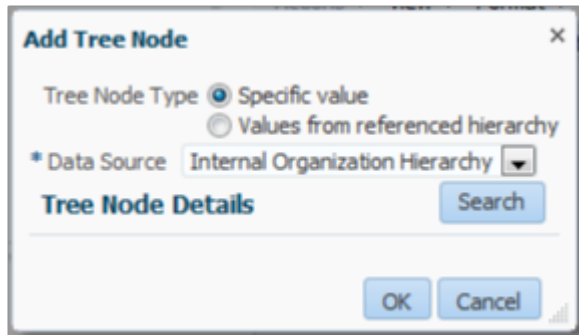 Add Tree Node
Tree Node Type Specific value
Values from referenced hierarchy
* Data Source Internal Organization Hierarchy
Tree Node Details Search
OK Cancel